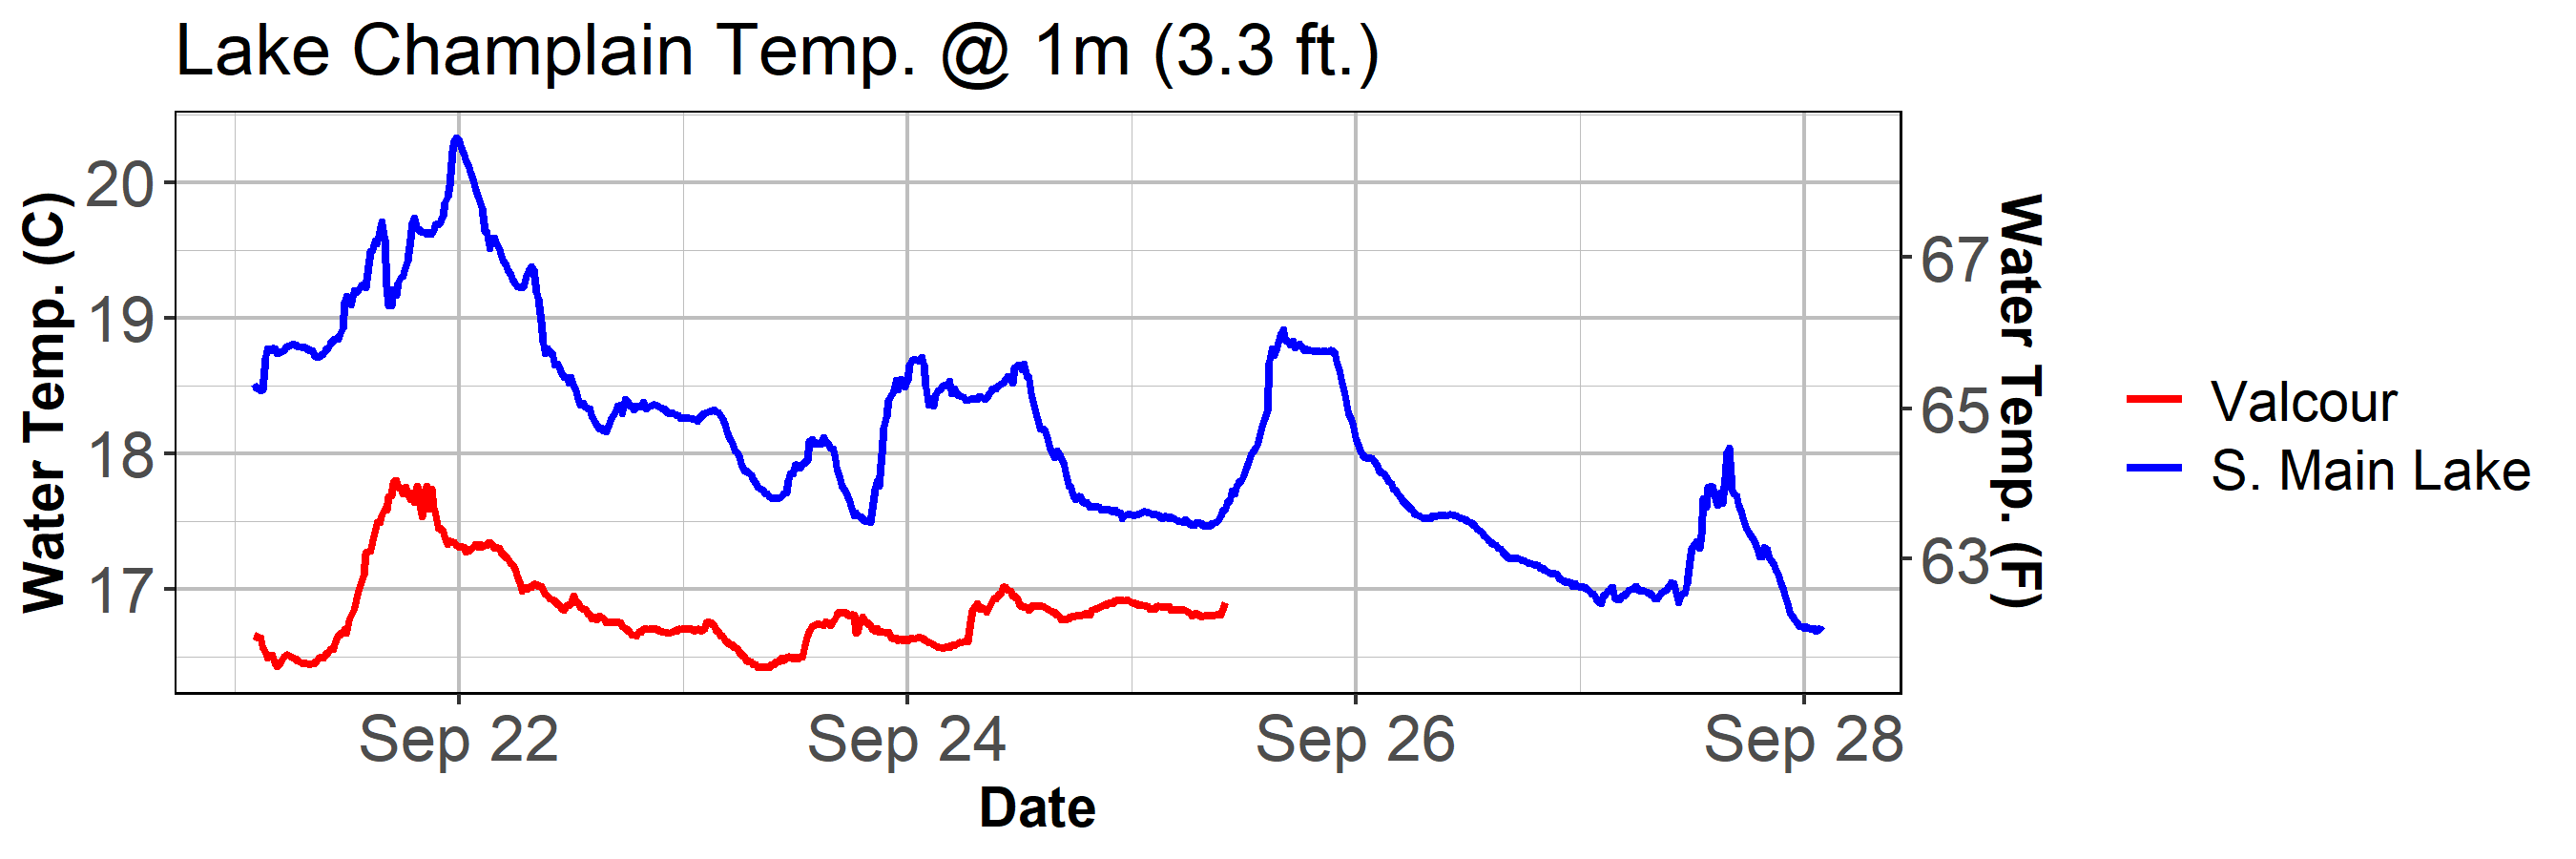 Lake Champlain Temp. @ 1m (3.3 ft.)
Water Temp. (C)
20
19
18
17
67
65
63
Water Temp. (F)
Sep 22
Sep 24
Sep 26
Sep 28
Date
Valcour
S. Main Lake